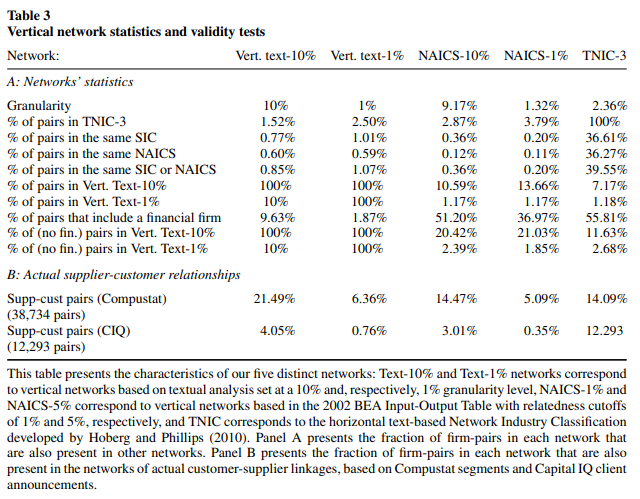 Table 3
Vertical network statistics and validity tests
Network: Vert. text-10% Vert. text-1% NAICS-10% NAICS-1% TNIC-3
A: Networks' statistics
Granularity 10% 1% 9.17% 1.32% 2.36%
% of pairs in TNIC-3 1.52% 2.50% 2.87% 3.79% 100%
% of pairs in the same SIC 0.77% 1.01% 0.36% 0.20% 36.61%
% of pairs in the same NAICS 0.60% 0.59% 0.12% 0.11% 36.27%
% of pairs in the same SIC or NAICS 0.85% 1.07% 0.36% 0.20% 39.55%
% of pairs in Vert. Text-10% 100% 100% 10.59% 13.66% 7.17%
% of pairs in Vert. Text-1% 10% 100% 1.17% 1.17% 1.18%
% of pairs that include a financial firm 9.63% 1.87% 51.20% 36.97% 55.81%
% of (no fin.) pairs in Vert. Text-10% 100% 100% 20.42% 21.03% 11.63%
% of (no fin.) pairs in Vert. Text-1% 10% 100% 2.39% 1.85% 2.68%
B: Actual supplier-customer relationships
Supp-cust pairs (Compustat) 21.49% 6.36% 14.47% 5.09% 14.09%
(38,734 pairs)
Supp-cust pairs (CIQ) 4.05% 0.76% 3.01% 0.35% 12.293
(12,293 pairs)
This table presents the characteristics of our five distinct networks: Text-10% and Text-1% networks correspond
to vertical networks based on textual analysis set at a 10% and, respectively, 1% granularity level, NAICS-1% and
NAICS-5% correspond to vertical networks based in the 2002 BEA Input-Output Table with relatedness cutoffs
of 1% and 5%, respectively, and TNIC corresponds to the horizontal text-based Network Industry Classification
developed by Hoberg and Phillips (2010). Panel A presents the fraction of firm-pairs in each network that
are also present in other networks. Panel B presents the fraction of firm-pairs in each network that are also
present in the networks of actual customer-supplier linkages, based on Compustat segments and Capital IQ client
announcements.